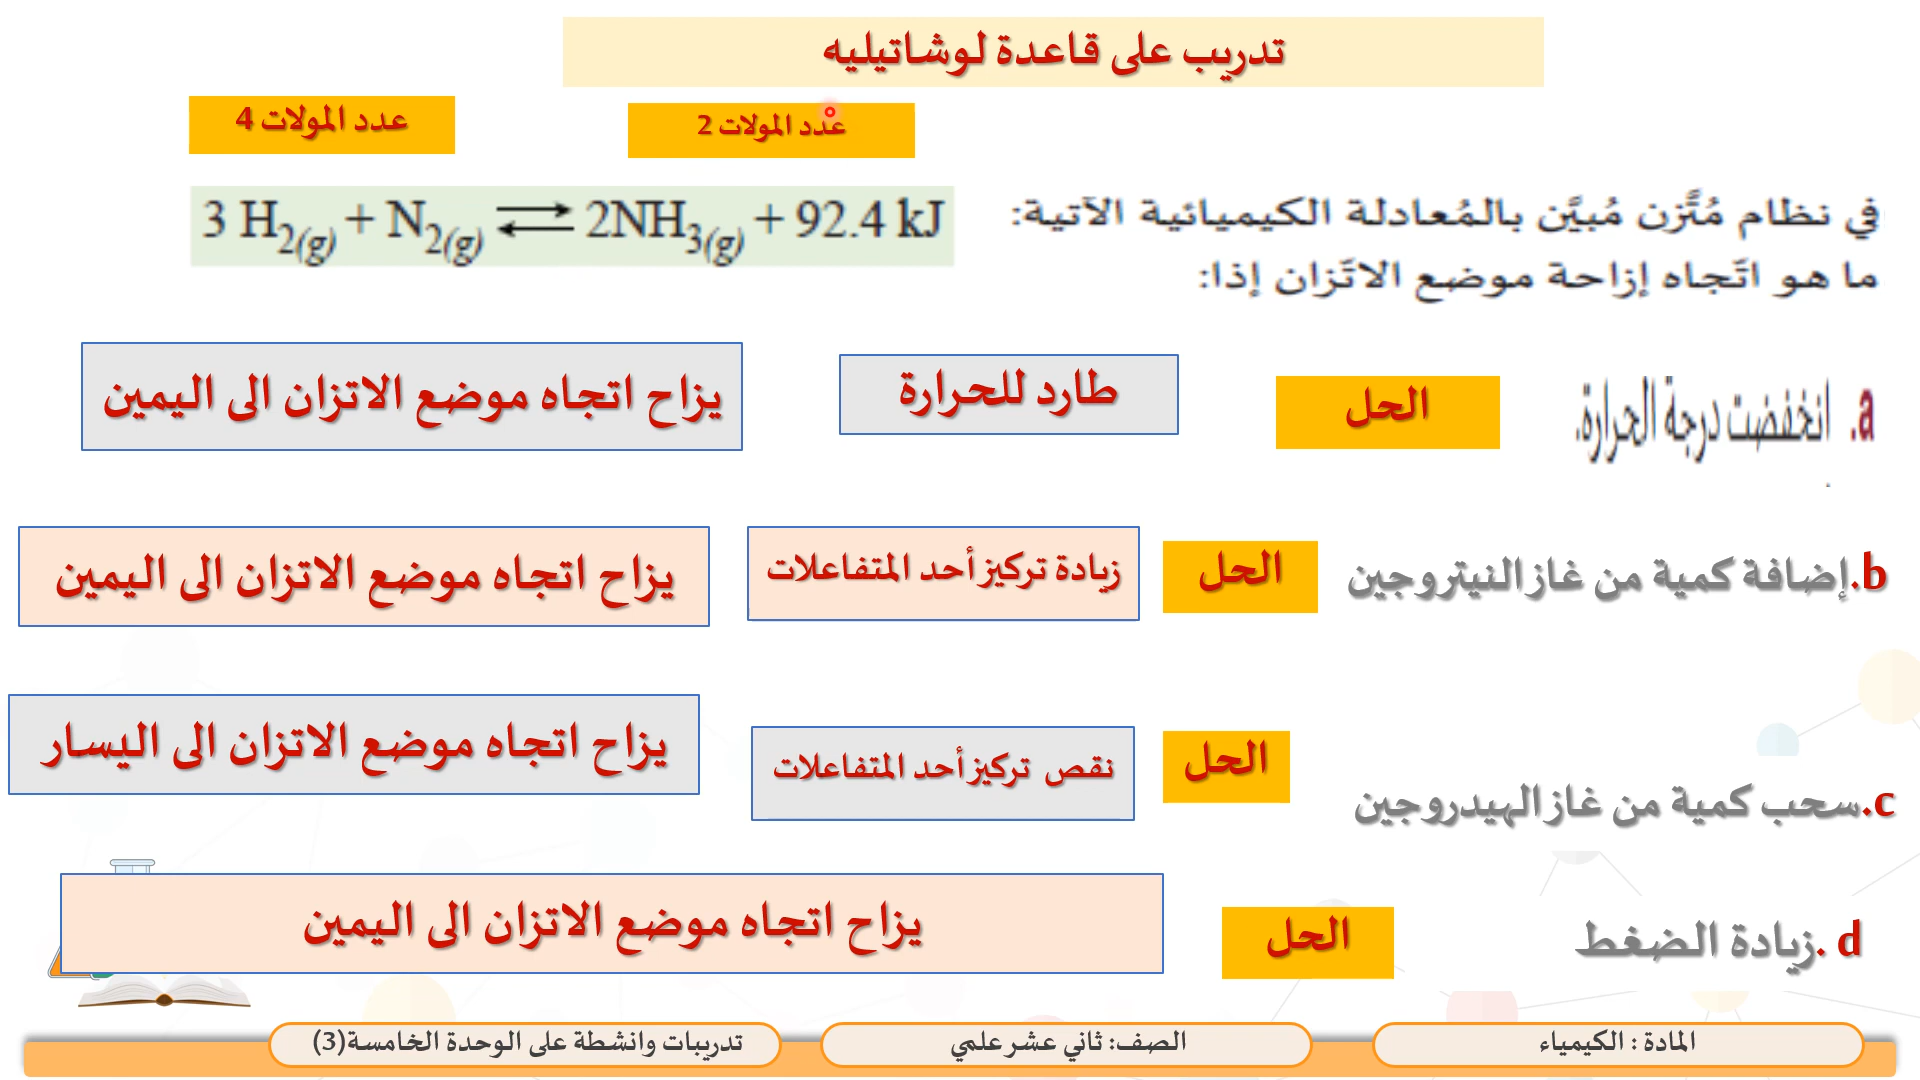 تدريب على قاعدة لوشاتيليه
عدد المولات 2
عدد المولات 4
في نظام مُتَّزن مُبيَّن بالمُعادلة الكيميائية الآتية:
3 H2(g) + N2(g) ⇌ 2NH3(g) + 92.4 kJ
ما هو اتّجاه إزاحة موضع الاتّزان إذا:
a. انخفضت درجة الحرارة.
الحل
طارد للحرارة
يزاح اتجاه موضع الاتزان الى اليمين
b.إضافة كمية من غاز النيتروجين
الحل
زيادة تركيز أحد المتفاعلات
يزاح اتجاه موضع الاتزان الى اليمين
c.سحب كمية من غاز الهيدروجين
الحل
نقص تركيز أحد المتفاعلات
يزاح اتجاه موضع الاتزان الى اليسار
d .زيادة الضغط
الحل
يزاح اتجاه موضع الاتزان الى اليمين
المادة : الكيمياء
الصف: ثاني عشر علمي
تدريبات وانشطة على الوحدة الخامسة(3)